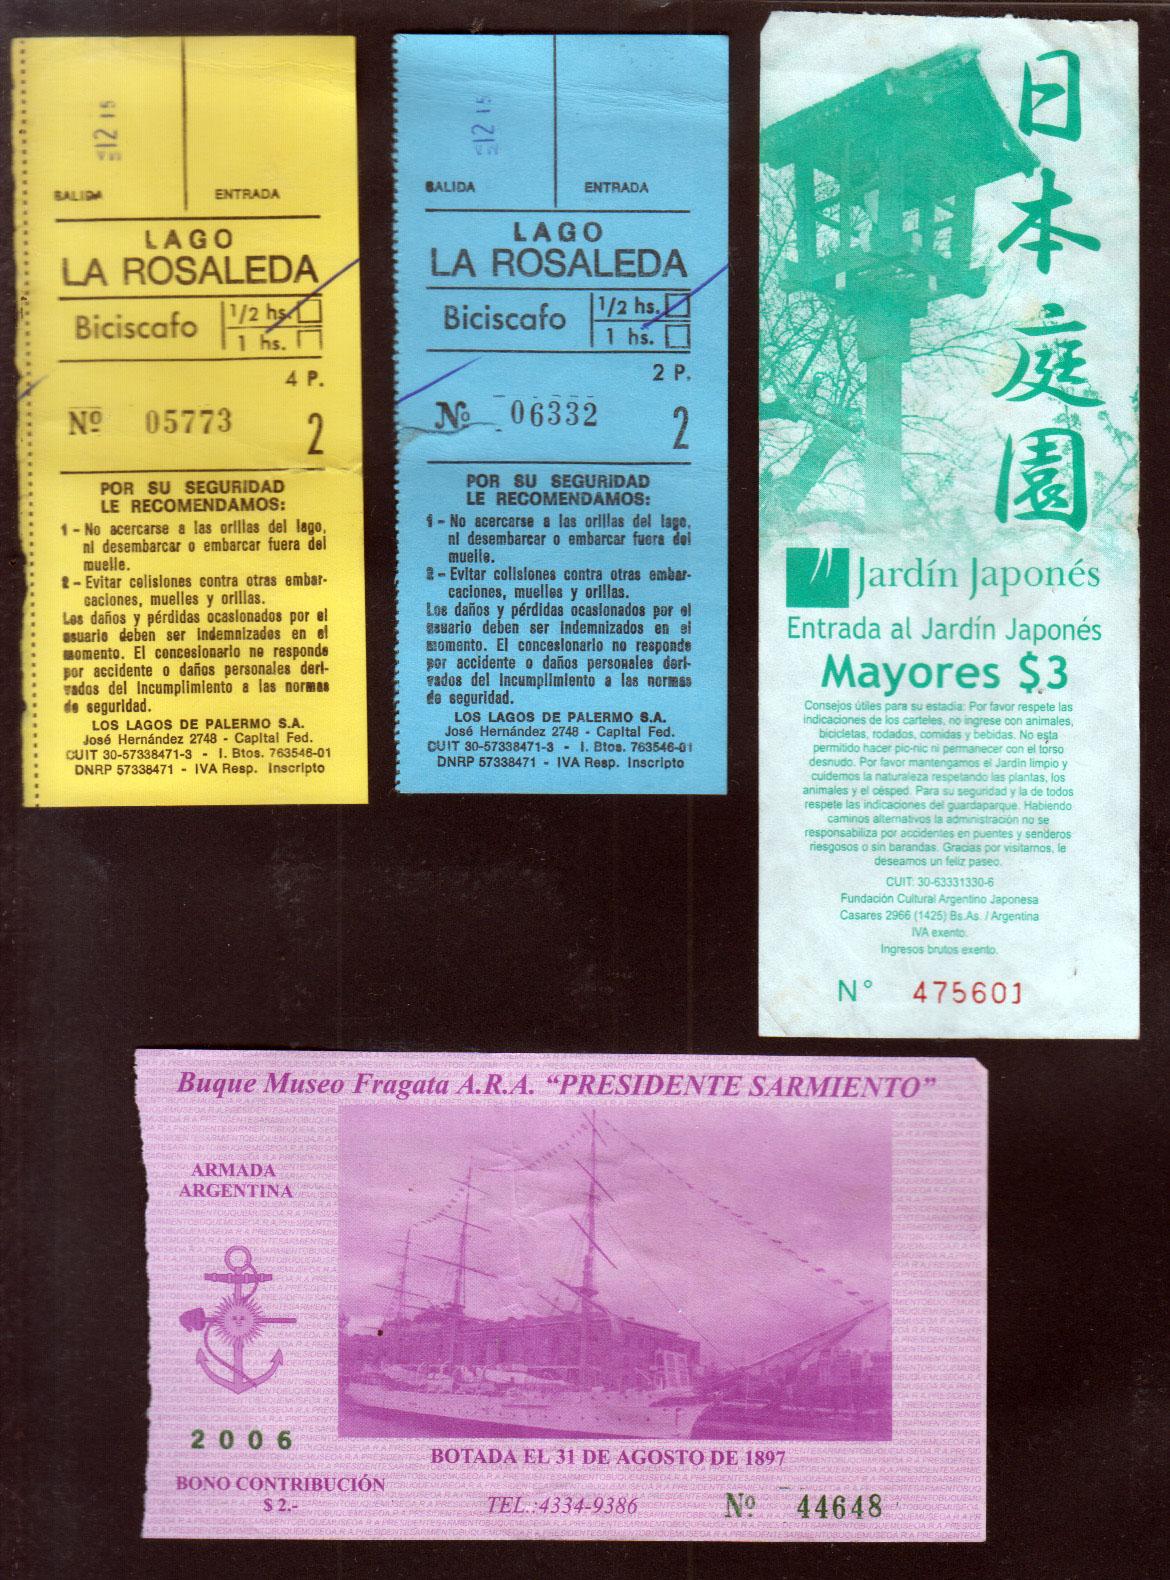 12 15
SALIDA
ENTRADA
LAGO
LA ROSALEDA
Biciscafo
1/2 hs.
1 hs.
4 P.
Nº 05773
2
POR SU SEGURIDAD
LE RECOMENDAMOS:
1 - No acercarse a las orillas del lago,
ni desembarcar o embarcar fuera del
muelle.
2 - Evitar colisiones contra otras embar-
caciones, muelles y orillas.
Los daños y pérdidas ocasionados por el
usuario deben ser indemnizados en el
momento. El concesionario no responde
por accidente o daños personales deri-
vados del incumplimiento a las normas
de seguridad.
LOS LAGOS DE PALERMO S.A.
José Hernández 2748 - Capital Fed.
CUIT 30-57338471-3 - I. Btos. 763546-01
DNRP 57338471 - IVA Resp. Inscripto
12 15
SALIDA
ENTRADA
LAGO
LA ROSALEDA
Biciscafo
1/2 hs.
1 hs.
2 P.
Nº 06332
2
POR SU SEGURIDAD
LE RECOMENDAMOS:
1 - No acercarse a las orillas del lago,
ni desembarcar o embarcar fuera del
muelle.
2 - Evitar colisiones contra otras embar-
caciones, muelles y orillas.
Los daños y pérdidas ocasionados por el
usuario deben ser indemnizados en el
momento. El concesionario no responde
por accidente o daños personales deri-
vados del incumplimiento a las normas
de seguridad.
LOS LAGOS DE PALERMO S.A.
José Hernández 2748 - Capital Fed.
CUIT 30-57338471-3 - I. Btos. 763546-01
DNRP 57338471 - IVA Resp. Inscripto
日本庭園
Jardín Japonés
Entrada al Jardín Japonés
Mayores $3
Consejos útiles para su estadia: Por favor respete las
indicaciones de los carteles, no ingrese con animales,
bicicletas, rodados, comidas y bebidas. No esta
permitido hacer pic-nic ni permanecer con el torso
desnudo. Por favor mantengamos el Jardin limpio y
cuidemos la naturaleza respetando las plantas, los
animales y el césped. Para su seguridad y la de todos
respete las indicaciones del guardaparque. Habiendo
caminos alternativos la administración no se
responsabiliza por accidentes en puentes y senderos
riesgosos o sin barandas. Gracias por visitarnos, le
deseamos un feliz paseo.
CUIT: 30-63331330-6
Fundación Cultural Argentino Japonesa
Casares 2966 (1425) Bs.As. / Argentina
IVA exento.
Ingresos brutos exento.
N° 475601
Buque Museo Fragata A.R.A. “PRESIDENTE SARMIENTO”
ARMADA
ARGENTINA
2006
BONO CONTRIBUCIÓN
$ 2.-
BOTADA EL 31 DE AGOSTO DE 1897
TEL.:4334-9386
Nº 44648